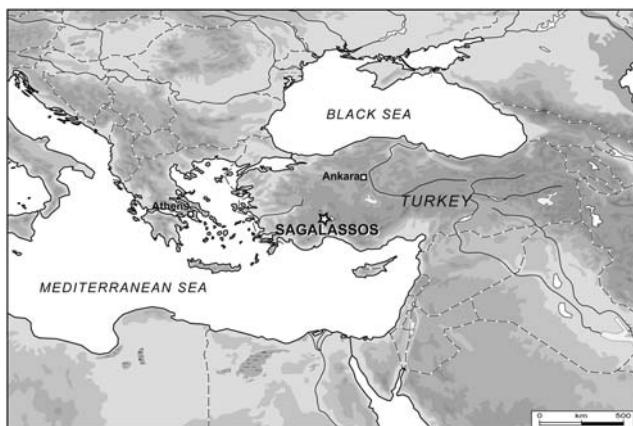 BLACK SEA
Ankara
TURKEY
Athens
SAGALASSOS
MEDITERRANEAN SEA
0 km 500